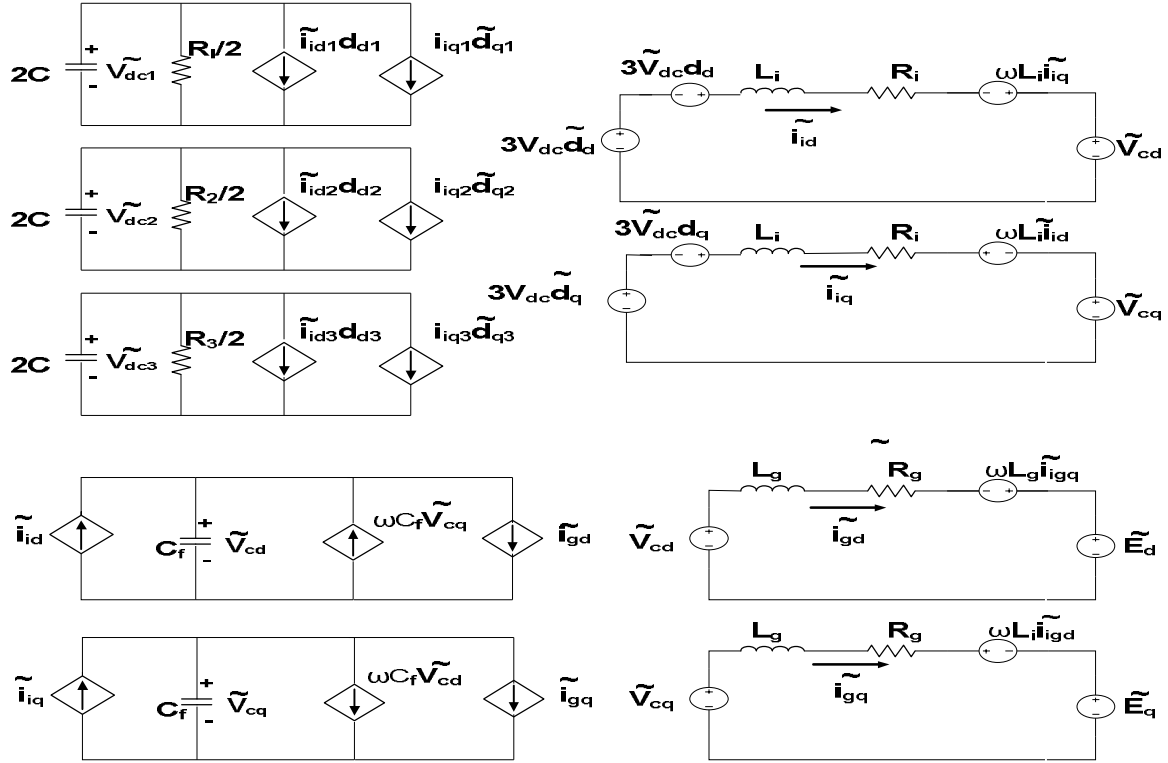 +
2C Ṽdc1 R₁/2 ĩid1dd1 iiq1d̃q1
-
+
2C Ṽdc2 R₂/2 ĩid2dd2 iiq2d̃q2
-
+
2C Ṽdc3 R₃/2 ĩid3dd3 iiq3d̃q3
-
3Ṽdcdd Li Ri ωLiĩiq
- + - +
ĩid
3Vdcd̃d + - + - Ṽcd
3Ṽdcdq Li Ri ωLiĩid
- + + -
ĩiq
3Vdcd̃q + - + - Ṽcq
ĩid Cf + - Ṽcd ωCfṼcq ĩgd
ĩiq Cf + - Ṽcq ωCfṼcd ĩgq
~
Lg Rg ωLgĩigq
- +
ĩgd
Ṽcd + - + - Ẽd
Lg Rg ωLiĩigd
+ -
ĩgq
Ṽcq + - + - Ẽq